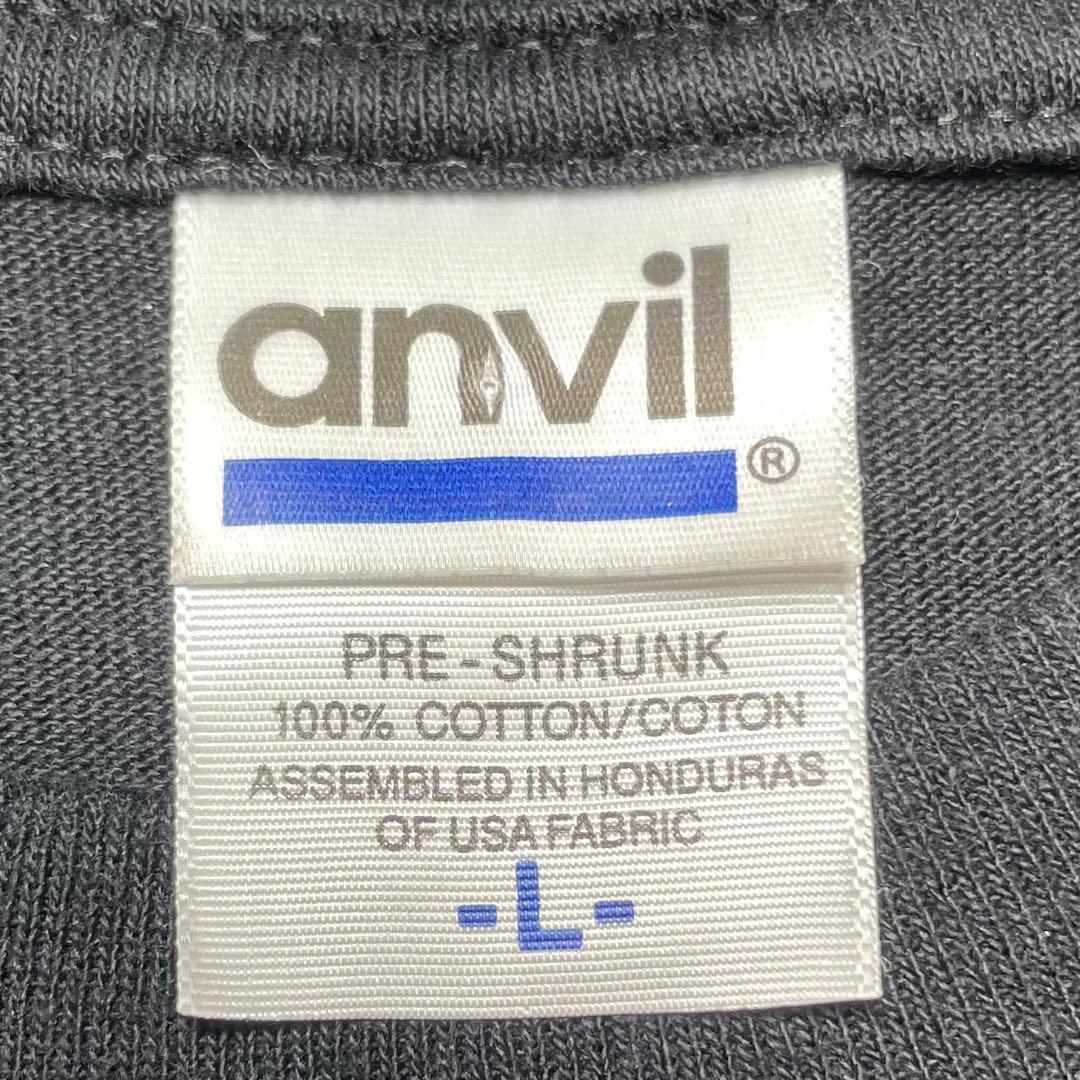 anvil
®
PRE-SHRUNK
100% COTTON/COTON
ASSEMBLED IN HONDURAS
OF USA FABRIC
-L-